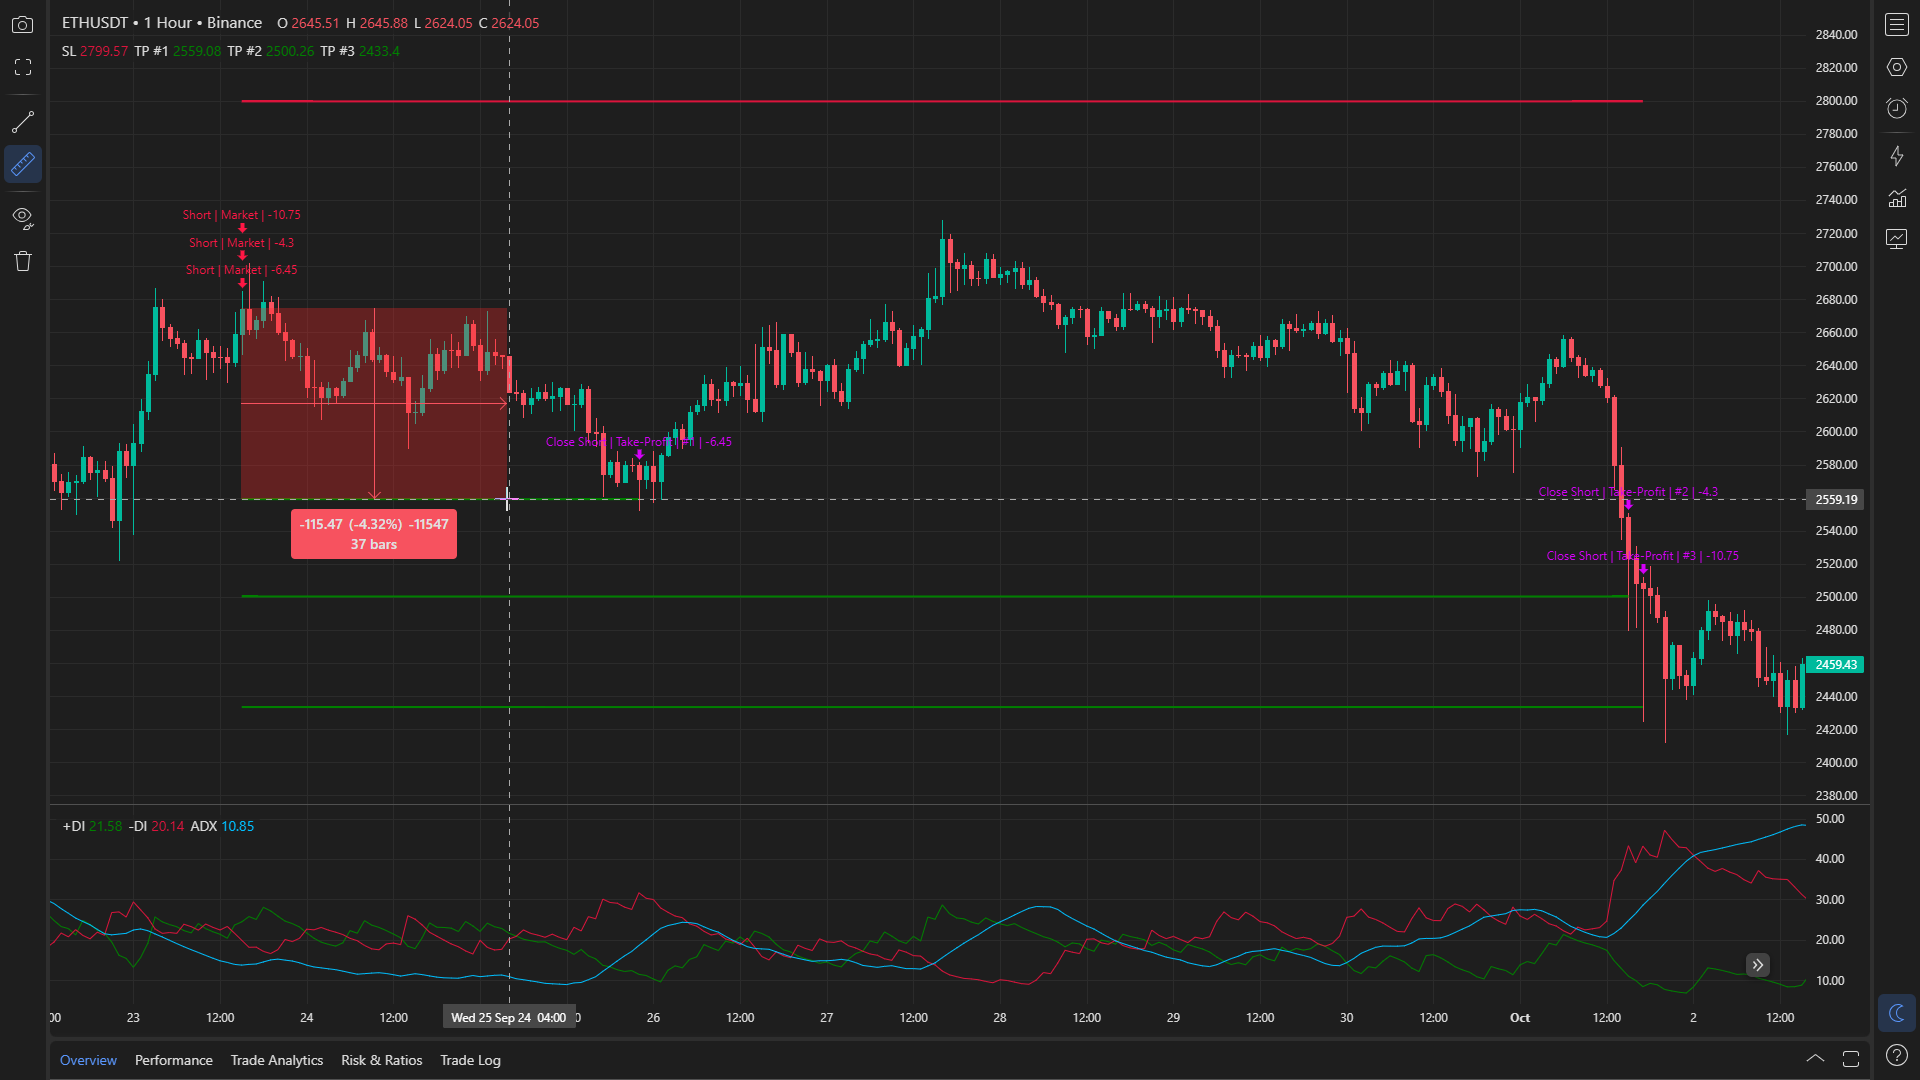 ETHUSDT • 1 Hour • Binance O 2645.51 H 2645.88 L 2624.05 C 2624.05
SL 2799.57 TP #1 2559.08 TP #2 2500.26 TP #3 2433.4
2840.00
2820.00
2800.00
2780.00
2760.00
2740.00
2720.00
2700.00
2680.00
2660.00
2640.00
2620.00
2600.00
2580.00
2559.19
2540.00
2520.00
2500.00
2480.00
2459.43
2440.00
2420.00
2400.00
2380.00
Short | Market | -10.75
Short | Market | -4.3
Short | Market | -6.45
Close Short | Take-Profit | #1 | -6.45
Close Short | Take-Profit | #2 | -4.3
Close Short | Take-Profit | #3 | -10.75
-115.47 (-4.32%) -11547
37 bars
+DI 21.58 -DI 20.14 ADX 10.85
50.00
40.00
30.00
20.00
10.00
00 23 12:00 24 12:00 Wed 25 Sep 24 04:00 0 26 12:00 27 12:00 28 12:00 29 12:00 30 12:00 Oct 12:00 2 12:00
Overview Performance Trade Analytics Risk & Ratios Trade Log